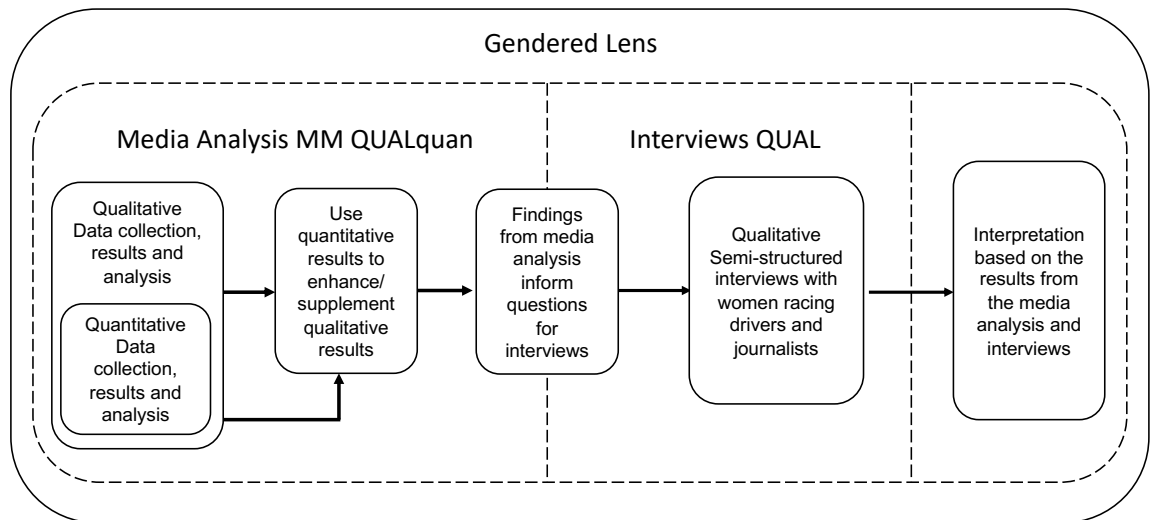 Gendered Lens
Media Analysis MM QUALquan
Interviews QUAL
Qualitative
Data collection,
results and
analysis
Quantitative
Data
collection,
results and
analysis
Use
quantitative
results to
enhance/
supplement
qualitative
results
Findings
from media
analysis
inform
questions
for
interviews
Qualitative
Semi-structured
interviews with
women racing
drivers and
journalists
Interpretation
based on the
results from
the media
analysis and
interviews